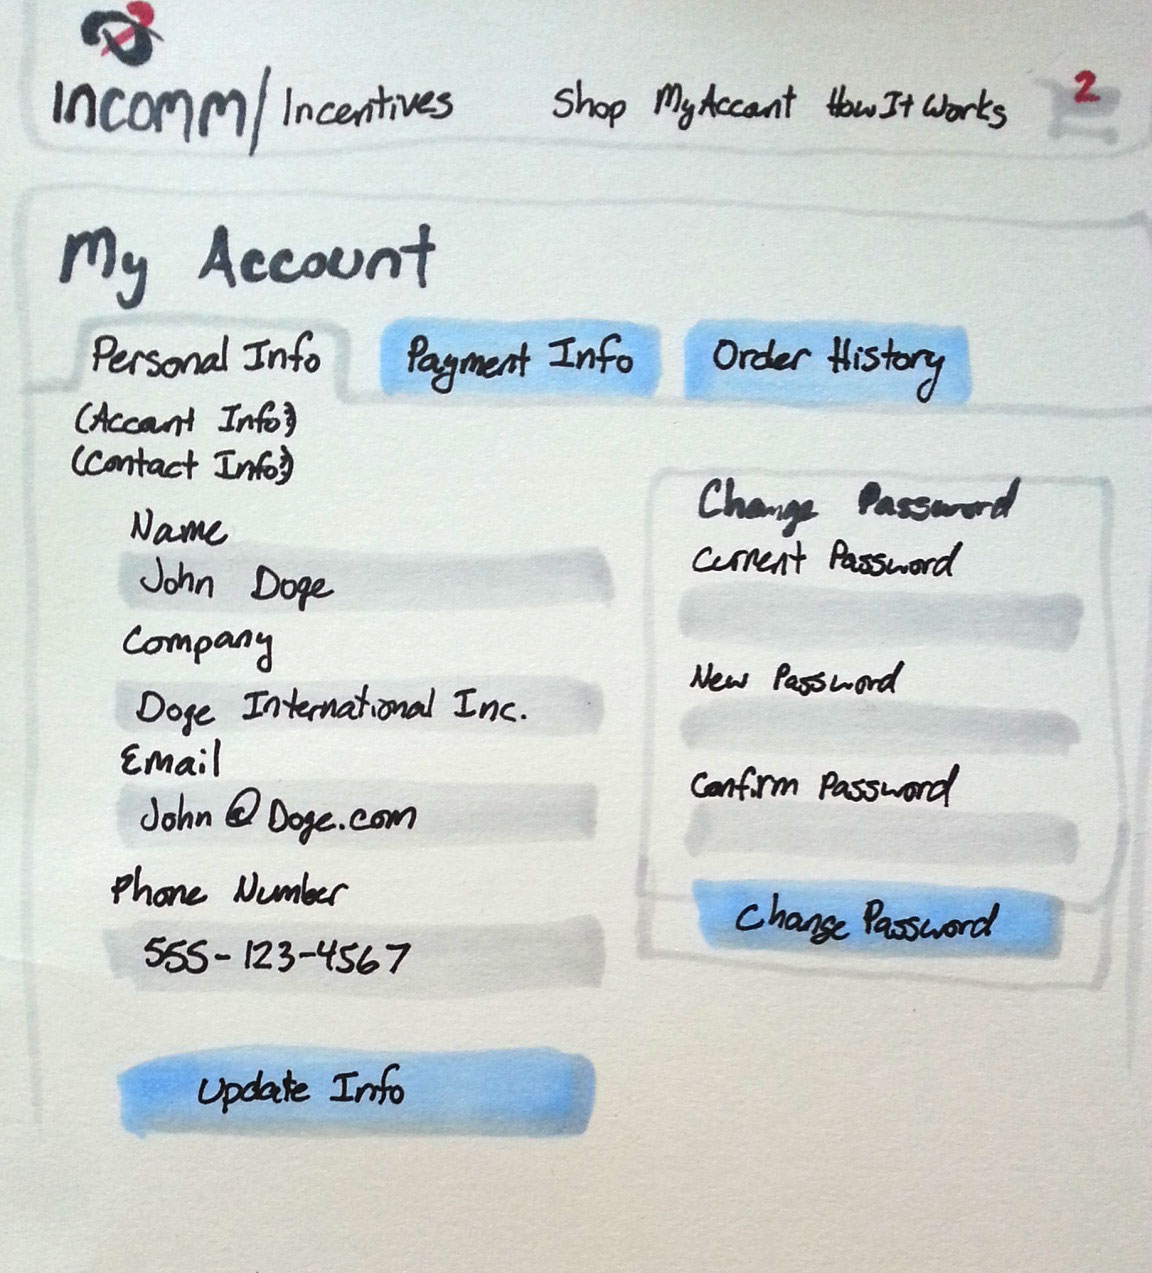 Incomm/Incentives Shop My Account How It Works 2
My Account
Personal Info Payment Info Order History
(Account Info?)
(Contact Info?)
Name
John Doge
Company
Doge International Inc.
Email
John@Doge.com
Phone Number
555-123-4567
Update Info
Change Password
Current Password
New Password
Confirm Password
Change Password